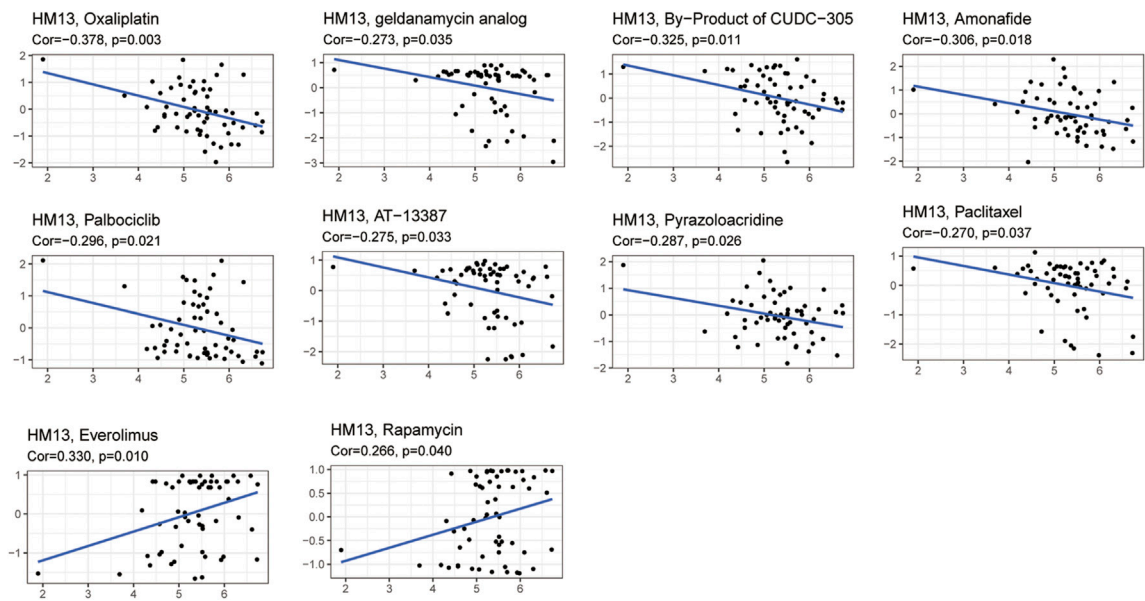 HM13, Oxaliplatin
Cor=−0.378, p=0.003
2
1
0
−1
−2
2 3 4 5 6
HM13, geldanamycin analog
Cor=−0.273, p=0.035
1
0
−1
−2
−3
2 3 4 5 6
HM13, By−Product of CUDC−305
Cor=−0.325, p=0.011
1
0
−1
−2
2 3 4 5 6
HM13, Amonafide
Cor=−0.306, p=0.018
2
1
0
−1
−2
2 3 4 5 6
HM13, Palbociclib
Cor=−0.296, p=0.021
2
1
0
−1
2 3 4 5 6
HM13, AT−13387
Cor=−0.275, p=0.033
1
0
−1
−2
2 3 4 5 6
HM13, Pyrazoloacridine
Cor=−0.287, p=0.026
2
1
0
−1
−2
2 3 4 5 6
HM13, Paclitaxel
Cor=−0.270, p=0.037
1
0
−1
−2
2 3 4 5 6
HM13, Everolimus
Cor=0.330, p=0.010
1
0
−1
2 3 4 5 6
HM13, Rapamycin
Cor=0.266, p=0.040
1.0
0.5
0.0
−0.5
−1.0
2 3 4 5 6